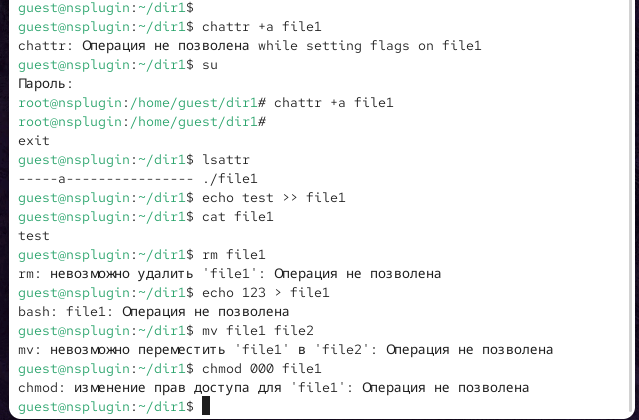 guest@nsplugin:~/dir1$
guest@nsplugin:~/dir1$ chattr +a file1
chattr: Операция не позволена while setting flags on file1
guest@nsplugin:~/dir1$ su
Пароль:
root@nsplugin:/home/guest/dir1# chattr +a file1
root@nsplugin:/home/guest/dir1#
exit
guest@nsplugin:~/dir1$ lsattr
-----a---------------- ./file1
guest@nsplugin:~/dir1$ echo test >> file1
guest@nsplugin:~/dir1$ cat file1
test
guest@nsplugin:~/dir1$ rm file1
rm: невозможно удалить 'file1': Операция не позволена
guest@nsplugin:~/dir1$ echo 123 > file1
bash: file1: Операция не позволена
guest@nsplugin:~/dir1$ mv file1 file2
mv: невозможно переместить 'file1' в 'file2': Операция не позволена
guest@nsplugin:~/dir1$ chmod 000 file1
chmod: изменение прав доступа для 'file1': Операция не позволена
guest@nsplugin:~/dir1$